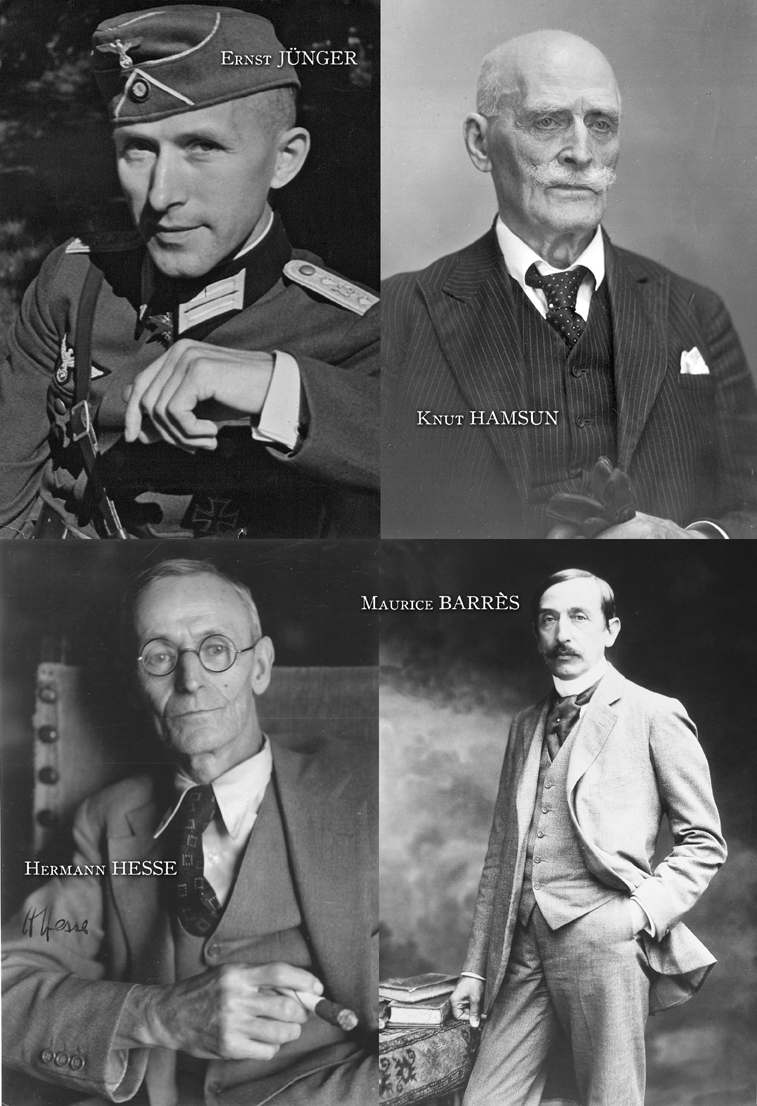 Ernst JÜNGER
Knut HAMSUN
Maurice BARRÈS
Hermann HESSE
H Hesse